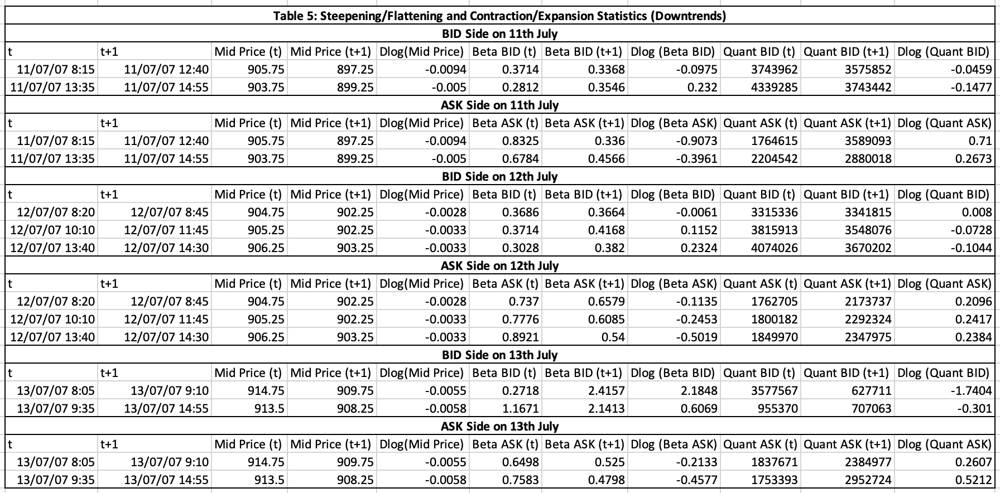 Table 5: Steepening/Flattening and Contraction/Expansion Statistics (Downtrends)
BID Side on 11th July
t t+1 Mid Price (t) Mid Price (t+1) Dlog(Mid Price) Beta BID (t) Beta BID (t+1) Dlog (Beta BID) Quant BID (t) Quant BID (t+1) Dlog (Quant BID)
11/07/07 8:15 11/07/07 12:40 905.75 897.25 -0.0094 0.3714 0.3368 -0.0975 3743962 3575852 -0.0459
11/07/07 13:35 11/07/07 14:55 903.75 899.25 -0.005 0.2812 0.3546 0.232 4339285 3743442 -0.1477
ASK Side on 11th July
t t+1 Mid Price (t) Mid Price (t+1) Dlog(Mid Price) Beta ASK (t) Beta ASK (t+1) Dlog (Beta ASK) Quant ASK (t) Quant ASK (t+1) Dlog (Quant ASK)
11/07/07 8:15 11/07/07 12:40 905.75 897.25 -0.0094 0.8325 0.336 -0.9073 1764615 3589093 0.71
11/07/07 13:35 11/07/07 14:55 903.75 899.25 -0.005 0.6784 0.4566 -0.3961 2204542 2880018 0.2673
BID Side on 12th July
t t+1 Mid Price (t) Mid Price (t+1) Dlog(Mid Price) Beta BID (t) Beta BID (t+1) Dlog (Beta BID) Quant BID (t) Quant BID (t+1) Dlog (Quant BID)
12/07/07 8:20 12/07/07 8:45 904.75 902.25 -0.0028 0.3686 0.3664 -0.0061 3315336 3341815 0.008
12/07/07 10:10 12/07/07 11:45 905.25 902.25 -0.0033 0.3714 0.4168 0.1152 3815913 3548076 -0.0728
12/07/07 13:40 12/07/07 14:30 906.25 903.25 -0.0033 0.3028 0.382 0.2324 4074026 3670202 -0.1044
ASK Side on 12th July
t t+1 Mid Price (t) Mid Price (t+1) Dlog(Mid Price) Beta ASK (t) Beta ASK (t+1) Dlog (Beta ASK) Quant ASK (t) Quant ASK (t+1) Dlog (Quant ASK)
12/07/07 8:20 12/07/07 8:45 904.75 902.25 -0.0028 0.737 0.6579 -0.1135 1762705 2173737 0.2096
12/07/07 10:10 12/07/07 11:45 905.25 902.25 -0.0033 0.7776 0.6085 -0.2453 1800182 2292324 0.2417
12/07/07 13:40 12/07/07 14:30 906.25 903.25 -0.0033 0.8921 0.54 -0.5019 1849970 2347975 0.2384
BID Side on 13th July
t t+1 Mid Price (t) Mid Price (t+1) Dlog(Mid Price) Beta BID (t) Beta BID (t+1) Dlog (Beta BID) Quant BID (t) Quant BID (t+1) Dlog (Quant BID)
13/07/07 8:05 13/07/07 9:10 914.75 909.75 -0.0055 0.2718 2.4157 2.1848 3577567 627711 -1.7404
13/07/07 9:35 13/07/07 14:55 913.5 908.25 -0.0058 1.1671 2.1413 0.6069 955370 707063 -0.301
ASK Side on 13th July
t t+1 Mid Price (t) Mid Price (t+1) Dlog(Mid Price) Beta ASK (t) Beta ASK (t+1) Dlog (Beta ASK) Quant ASK (t) Quant ASK (t+1) Dlog (Quant ASK)
13/07/07 8:05 13/07/07 9:10 914.75 909.75 -0.0055 0.6498 0.525 -0.2133 1837671 2384977 0.2607
13/07/07 9:35 13/07/07 14:55 913.5 908.25 -0.0058 0.7583 0.4798 -0.4577 1753393 2952724 0.5212